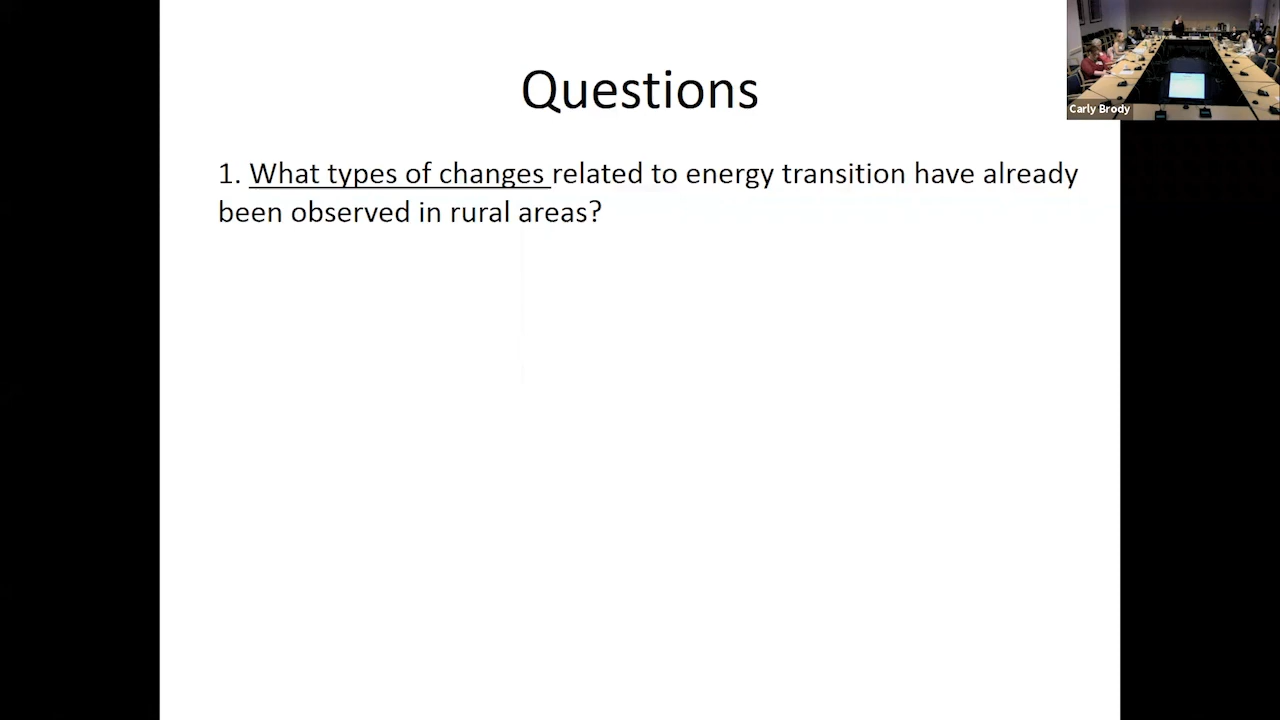 Questions
Carly Brody
1. What types of changes related to energy transition have already
been observed in rural areas?